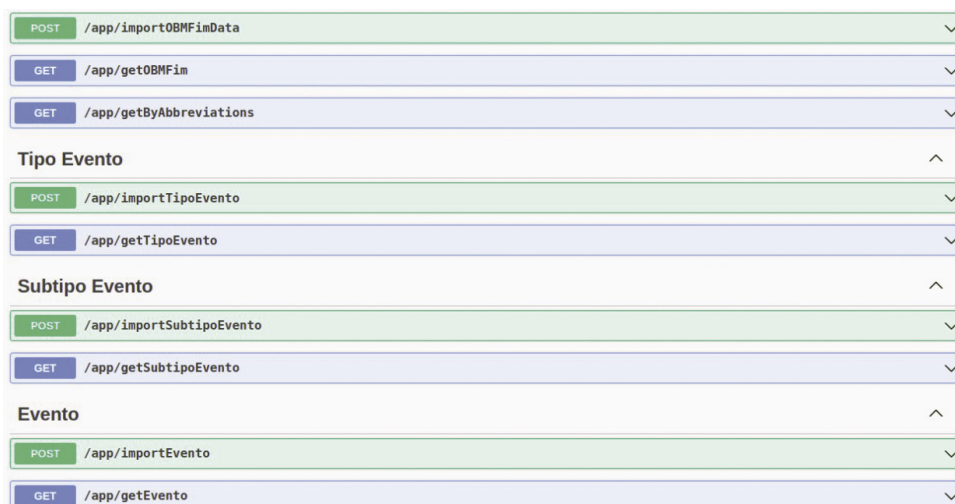 POST /app/importOBMFimData
GET /app/getOBMFim
GET /app/getByAbbreviations
Tipo Evento
POST /app/importTipoEvento
GET /app/getTipoEvento
Subtipo Evento
POST /app/importSubtipoEvento
GET /app/getSubtipoEvento
Evento
POST /app/importEvento
GET /app/getEvento